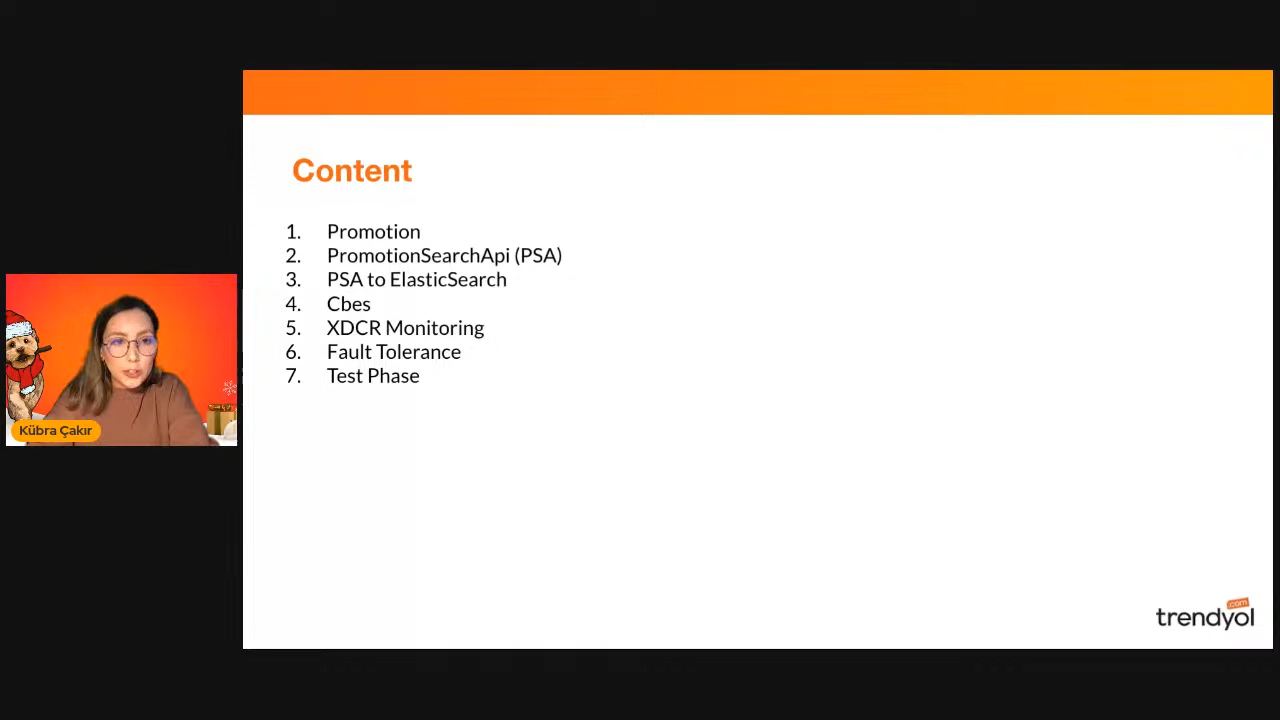 Content
1. Promotion
2. PromotionSearchApi (PSA)
3. PSA to ElasticSearch
4. Cbes
5. XDCR Monitoring
6. Fault Tolerance
7. Test Phase
Kübra Çakır
.com
trendyol